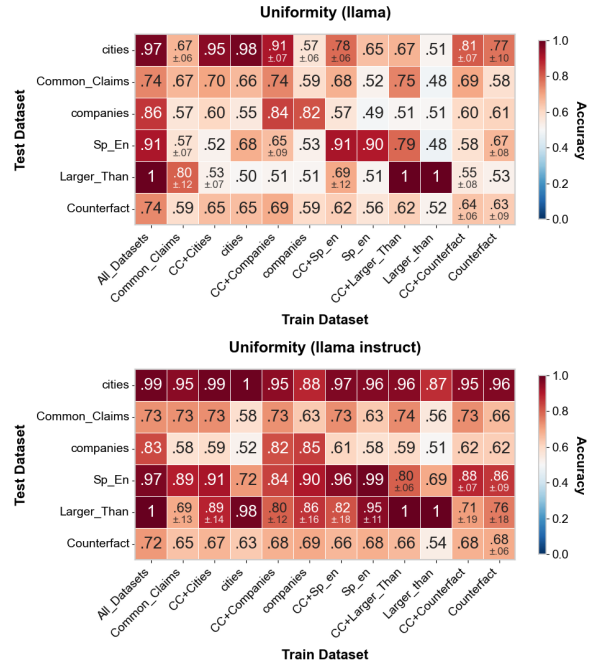 Uniformity (llama)
Test Dataset
cities .97 .67 ±.06 .95 .98 .91 ±.07 .57 ±.06 .78 ±.06 .65 .67 .51 .81 ±.07 .77 ±.10
Common_Claims .74 .67 .70 .66 .74 .59 .68 .52 .75 .48 .69 .58
companies .86 .57 .60 .55 .84 .82 .57 .49 .51 .51 .60 .61
Sp_En .91 .57 ±.07 .52 .68 .65 ±.09 .53 .91 .90 .79 .48 .58 .67 ±.08
Larger_Than 1 .80 ±.12 .53 ±.07 .50 .51 .51 .69 ±.12 .51 1 1 .55 ±.08 .53
Counterfact .74 .59 .65 .65 .69 .59 .62 .56 .62 .52 .64 ±.06 .63 ±.09
All_Datasets Common_Claims CC+Cities cities CC+Companies companies CC+Sp_en Sp_en CC+Larger_Than Larger_than CC+Counterfact Counterfact
Train Dataset
1.0
0.8
0.6
0.4
0.2
0.0
Accuracy
Uniformity (llama instruct)
Test Dataset
cities .99 .95 .99 1 .95 .88 .97 .96 .96 .87 .95 .96
Common_Claims .73 .73 .73 .58 .73 .63 .73 .63 .74 .56 .73 .66
companies .83 .58 .59 .52 .82 .85 .61 .58 .59 .51 .62 .62
Sp_En .97 .89 .91 .72 .84 .90 .96 .99 .80 ±.06 .69 .88 ±.07 .86 ±.09
Larger_Than 1 .69 ±.13 .89 ±.14 .98 .80 ±.12 .86 ±.16 .82 ±.18 .95 ±.11 1 1 .71 ±.19 .76 ±.18
Counterfact .72 .65 .67 .63 .68 .69 .66 .68 .66 .54 .68 .68 ±.06
All_Datasets Common_Claims CC+Cities cities CC+Companies companies CC+Sp_en Sp_en CC+Larger_Than Larger_than CC+Counterfact Counterfact
Train Dataset
1.0
0.8
0.6
0.4
0.2
0.0
Accuracy